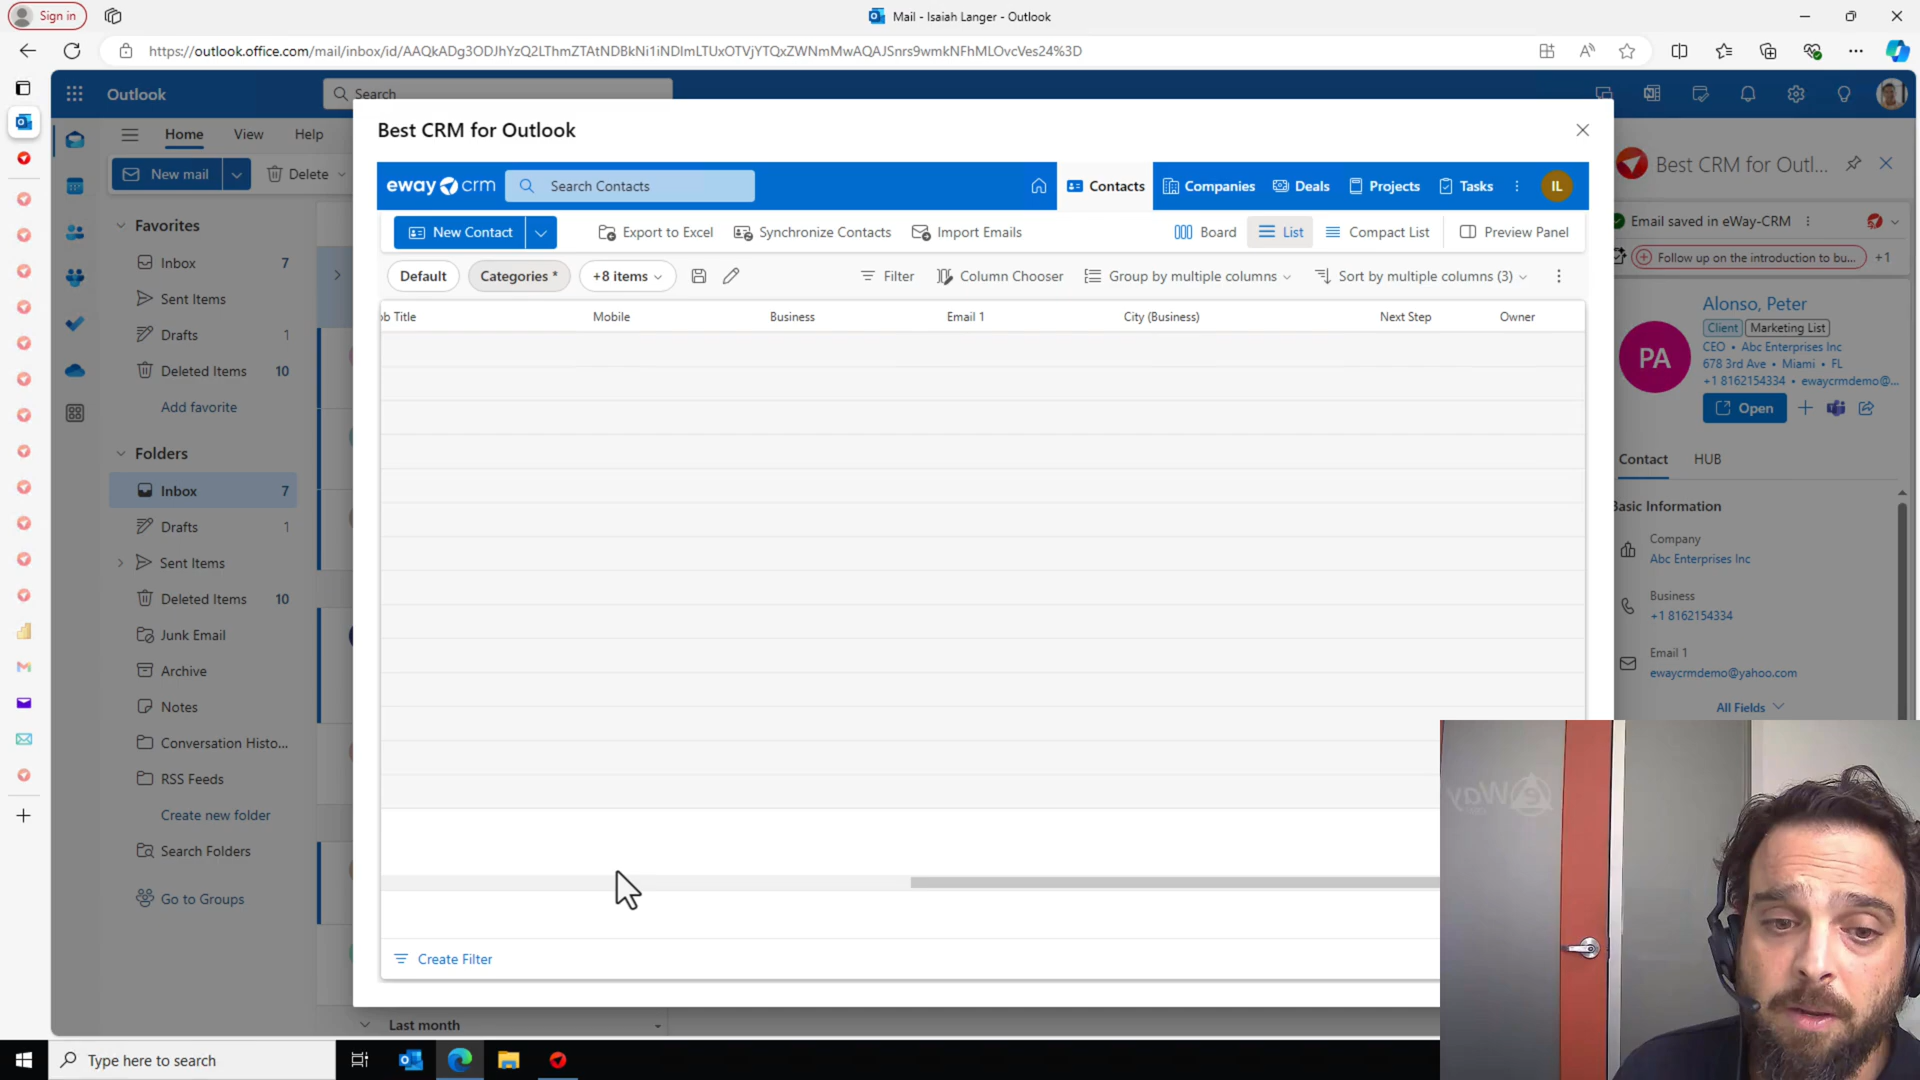 Sign in
Mail - Isaiah Langer - Outlook
https://outlook.office.com/mail/inbox/id/AAQkADg3ODJhYzQ2LThmZTAtNDBkNi1iNDlmLTUxOTVjYTQxZWNmMwAQAJSnrs9wmkNFhMLOvcVes24%3D
Outlook
Search
Home View Help
New mail Delete
Favorites
Inbox 7
Sent Items
Drafts 1
Deleted Items 10
Add favorite
Folders
Inbox 7
Drafts 1
Sent Items
Deleted Items 10
Junk Email
Archive
Notes
Conversation Histo...
RSS Feeds
Create new folder
Search Folders
Go to Groups
Last month
Best CRM for Outlook
eway crm Search Contacts Contacts Companies Deals Projects Tasks IL
New Contact Export to Excel Synchronize Contacts Import Emails Board List Compact List Preview Panel
Default Categories * +8 items Filter Column Chooser Group by multiple columns Sort by multiple columns (3)
ob Title Mobile Business Email 1 City (Business) Next Step Owner
Create Filter
Best CRM for Outl...
Email saved in eWay-CRM
Follow up on the introduction to bu... +1
Alonso, Peter
Client Marketing List
CEO • Abc Enterprises Inc
678 3rd Ave • Miami • FL
+1 8162154334 • ewaycrmdemo@...
PA
Open
Contact HUB
Basic Information
Company
Abc Enterprises Inc
Business
+1 8162154334
Email 1
ewaycrmdemo@yahoo.com
All Fields
eWay
Type here to search